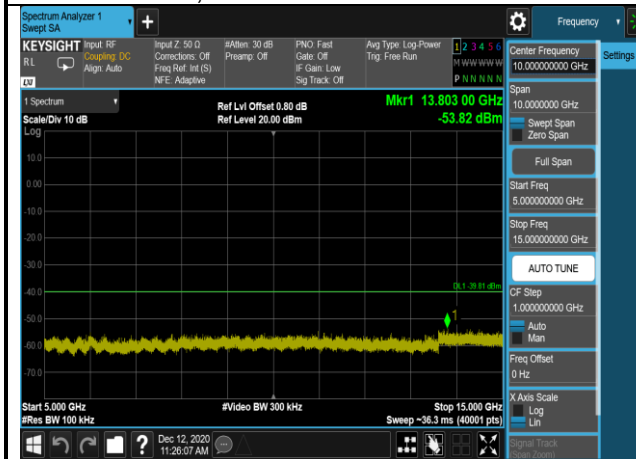 Spectrum Analyzer 1
Swept SA
Frequency
KEYSIGHT
RL
Input: RF
Coupling: DC
Align: Auto
Input Z: 50 Ω
Corrections: Off
Freq Ref: Int (S)
NFE: Adaptive
#Atten: 30 dB
Preamp: Off
PNO: Fast
Gate: Off
IF Gain: Low
Sig Track: Off
Avg Type: Log-Power
Trig: Free Run
1 2 3 4 5 6
M W W W W W
P N N N N N
Settings
1 Spectrum
Scale/Div 10 dB
Ref Lvl Offset 0.80 dB
Ref Level 20.00 dBm
Mkr1 13.803 00 GHz
-53.82 dBm
Log
10.0
0.00
-10.0
-20.0
-30.0
-40.0
-50.0
-60.0
-70.0
DL1 -39.81 dBm
1
Start 5.000 GHz
#Res BW 100 kHz
#Video BW 300 kHz
Stop 15.000 GHz
Sweep ~36.3 ms (40001 pts)
Center Frequency
10.000000000 GHz
Span
10.0000000 GHz
Swept Span
Zero Span
Full Span
Start Freq
5.000000000 GHz
Stop Freq
15.000000000 GHz
AUTO TUNE
CF Step
1.000000000 GHz
Auto
Man
Freq Offset
0 Hz
X Axis Scale
Log
Lin
Signal Track
(Span Zoom)
?
Dec 12, 2020
11:26:07 AM